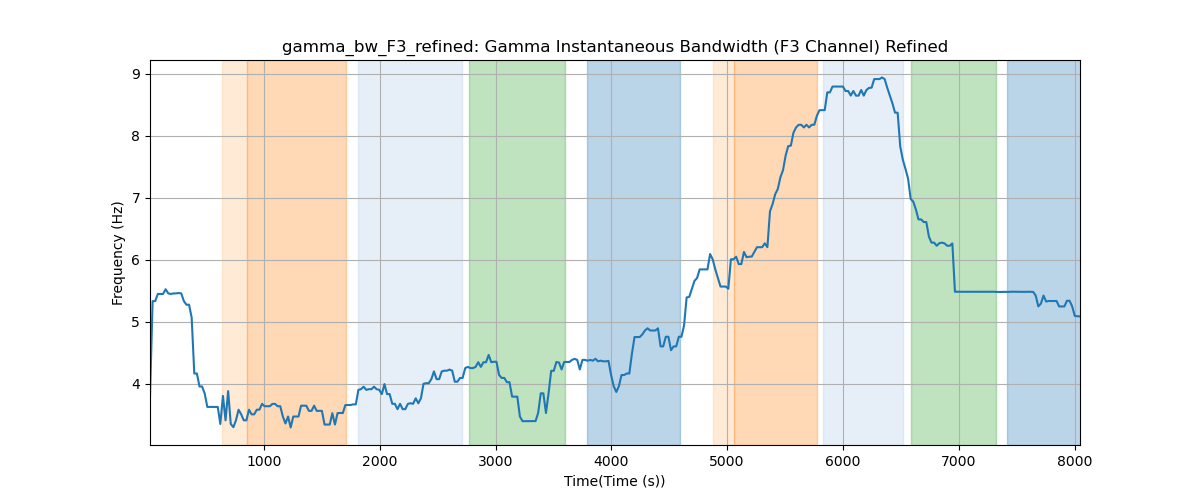 gamma_bw_F3_refined: Gamma Instantaneous Bandwidth (F3 Channel) Refined
Frequency (Hz)
9
8
7
6
5
4
1000 2000 3000 4000 5000 6000 7000 8000
Time(Time (s))